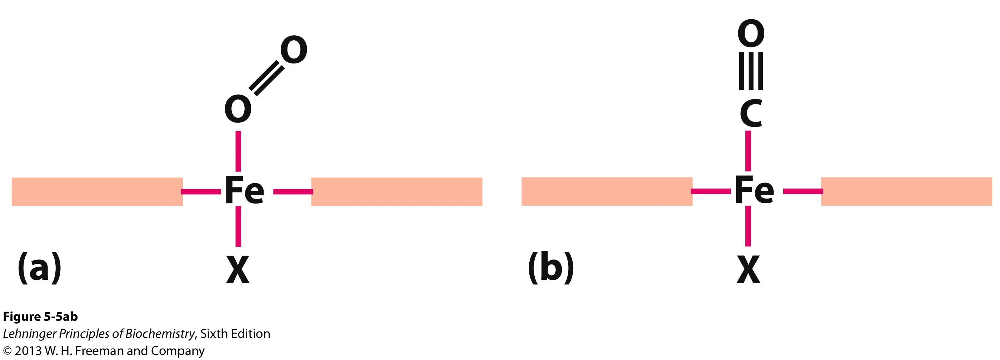 O
O
Fe
X
(a)
O
C
Fe
X
(b)
Figure 5-5ab
Lehninger Principles of Biochemistry, Sixth Edition
© 2013 W. H. Freeman and Company